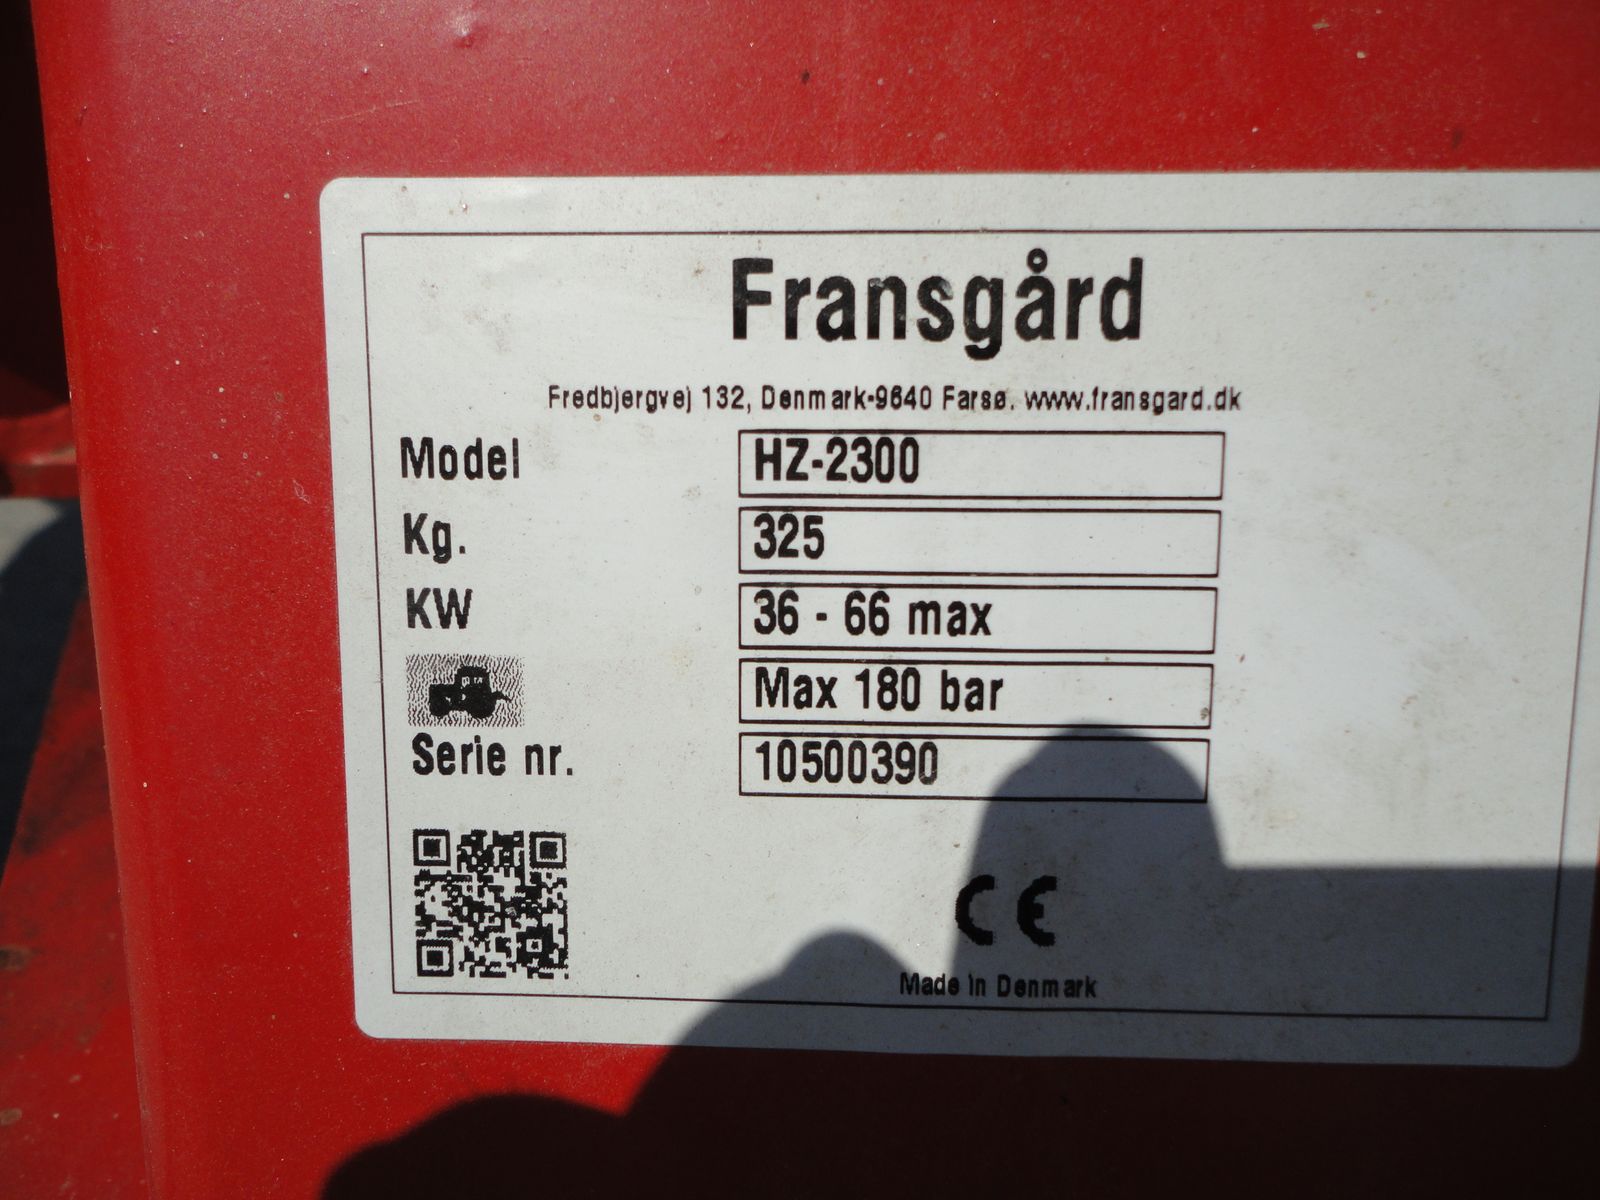 Fransgård
Fredbjergvej 132, Denmark-9640 Farsø. www.fransgard.dk
Model HZ-2300
Kg. 325
KW 36 - 66 max
Max 180 bar
Serie nr. 10500390
CE
Made in Denmark